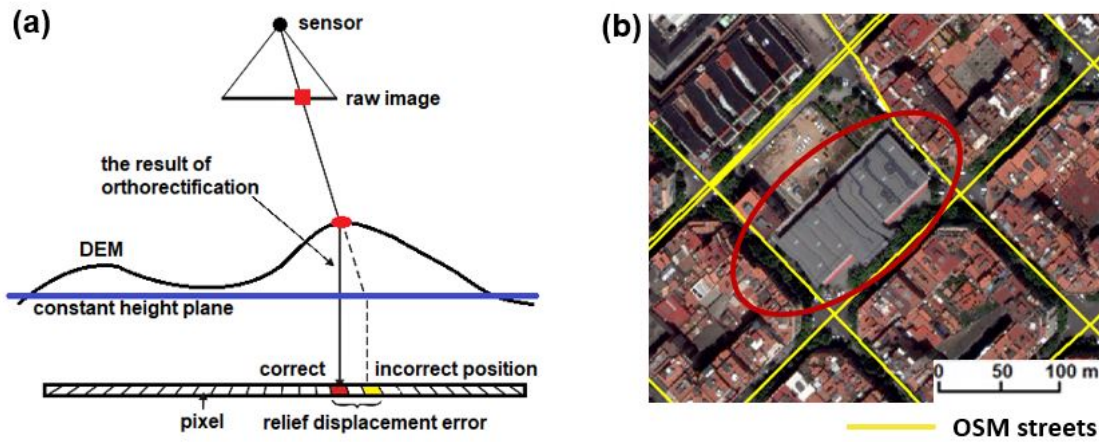 (a)
sensor
raw image
the result of
orthorectification
DEM
constant height plane
correct
incorrect position
pixel
relief displacement error
(b)
0 50 100 m
OSM streets